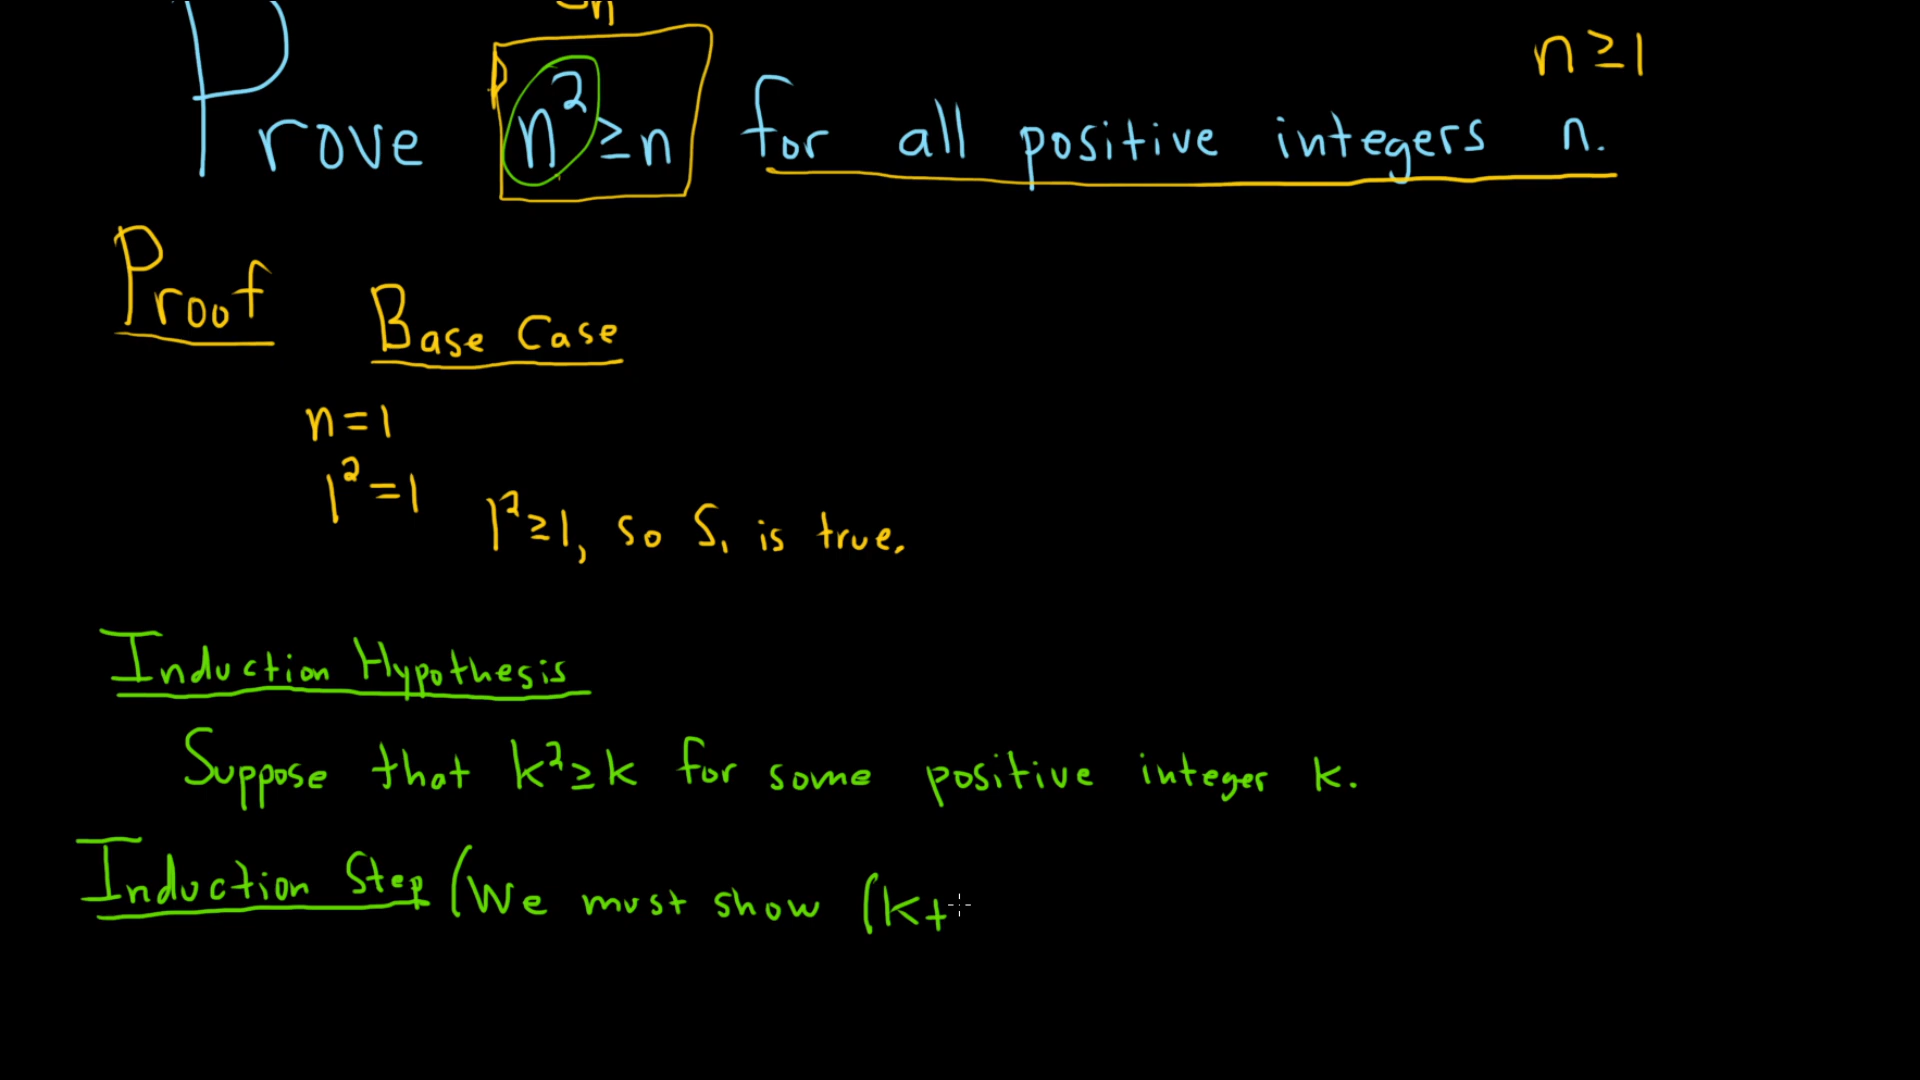 Sn
n≥1
Prove n²≥n for all positive integers n.
P
Proof Base Case
n=1
1²=1
1²≥1, so S₁ is true.
Induction Hypothesis
Suppose that k²≥k for some positive integer k.
Induction Step (We must show (k+